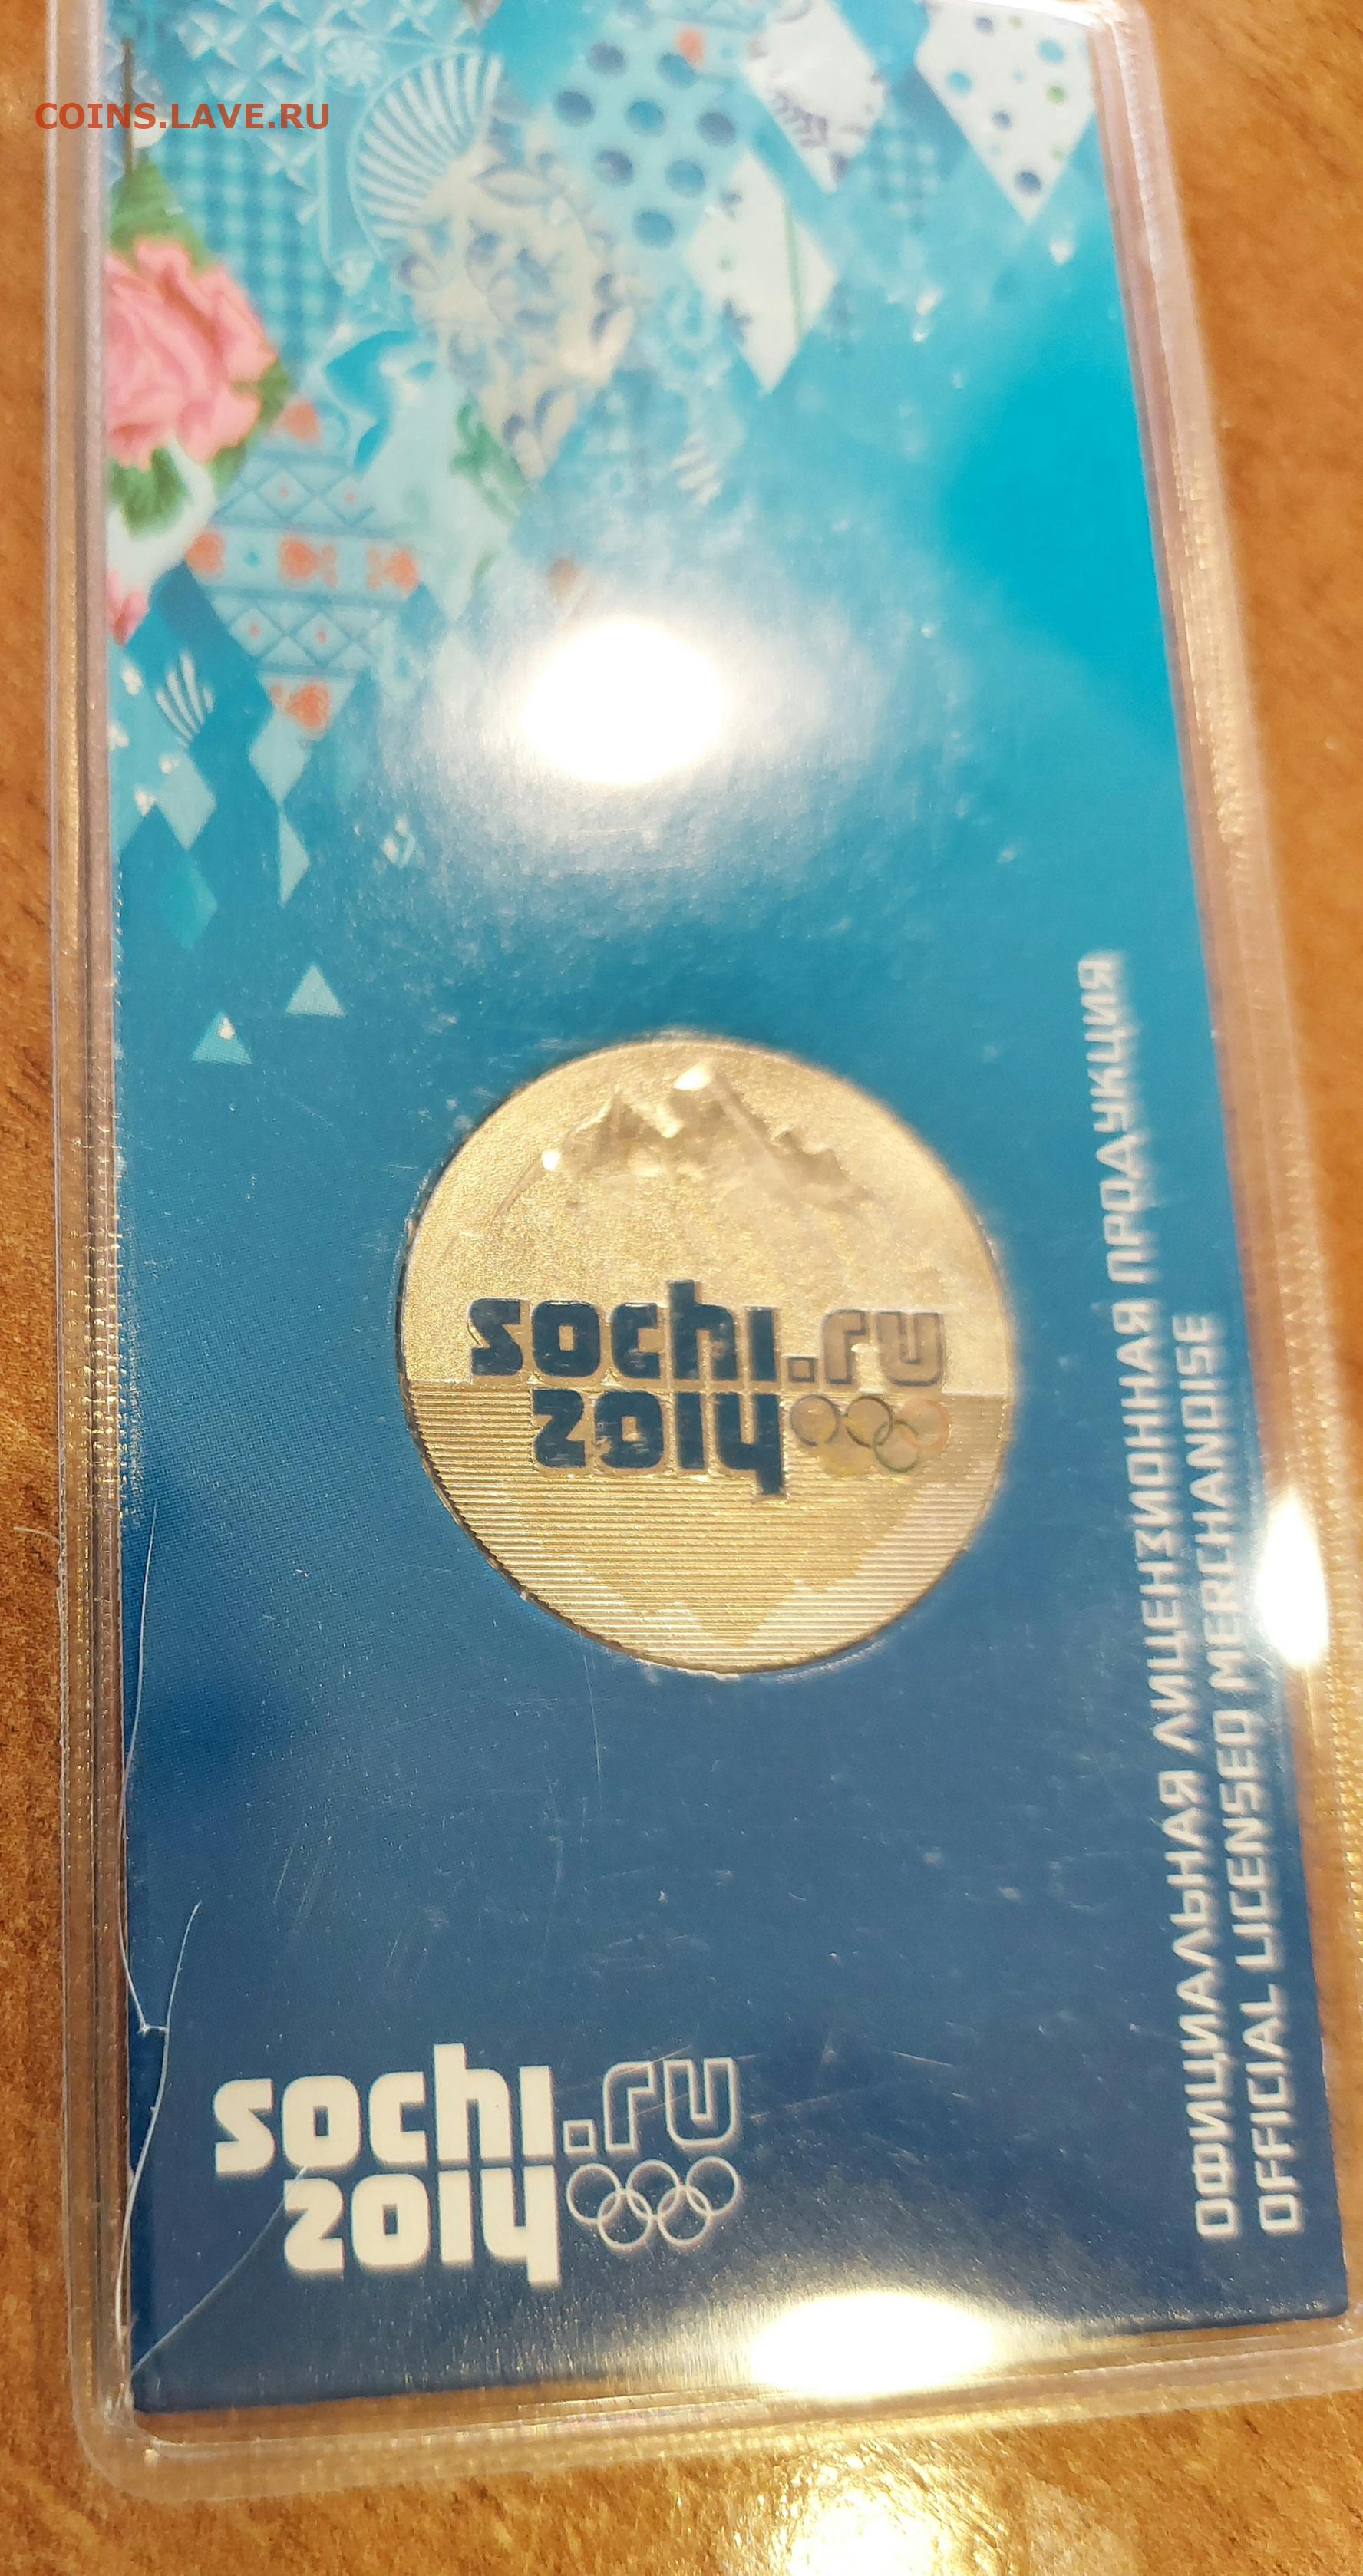 COINS.LAVE.RU
sochi.ru
2014
ОФИЦИАЛЬНАЯ ЛИЦЕНЗИОННАЯ ПРОДУКЦИЯ
OFFICIAL LICENSED MERCHANDISE
sochi.ru
2014